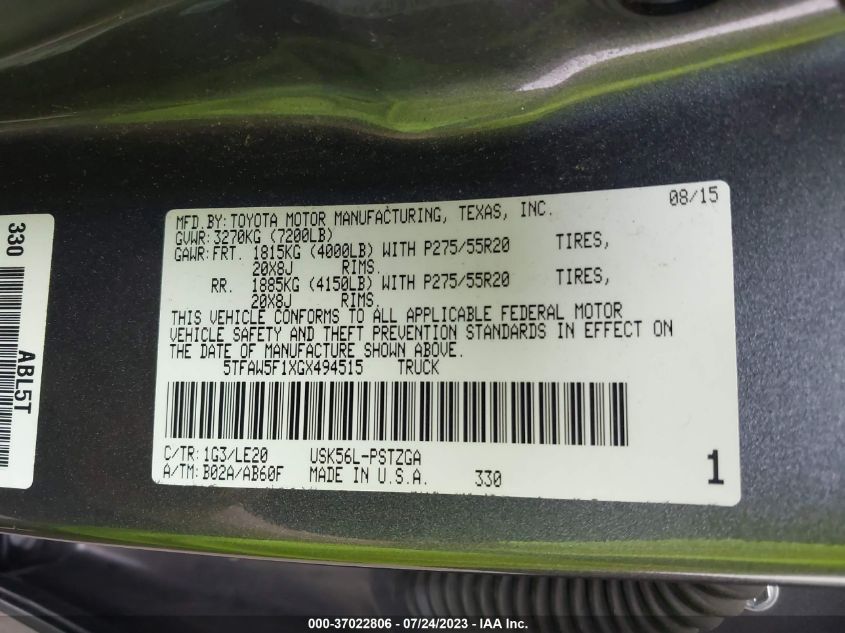 330
ABL5T
08/15
MFD.BY:TOYOTA MOTOR MANUFACTURING, TEXAS, INC.
GVWR:3270KG (7200LB)
GAWR:FRT. 1815KG (4000LB) WITH P275/55R20 TIRES,
20X8J RIMS.
RR. 1885KG (4150LB) WITH P275/55R20 TIRES,
20X8J RIMS.
THIS VEHICLE CONFORMS TO ALL APPLICABLE FEDERAL MOTOR
VEHICLE SAFETY AND THEFT PREVENTION STANDARDS IN EFFECT ON
THE DATE OF MANUFACTURE SHOWN ABOVE.
5TFAW5F1XGX494515 TRUCK
C/TR:1G3/LE20 USK56L-PSTZGA
A/TM:B02A/AB60F MADE IN U.S.A. 330
1
000-37022806 - 07/24/2023 - IAA Inc.